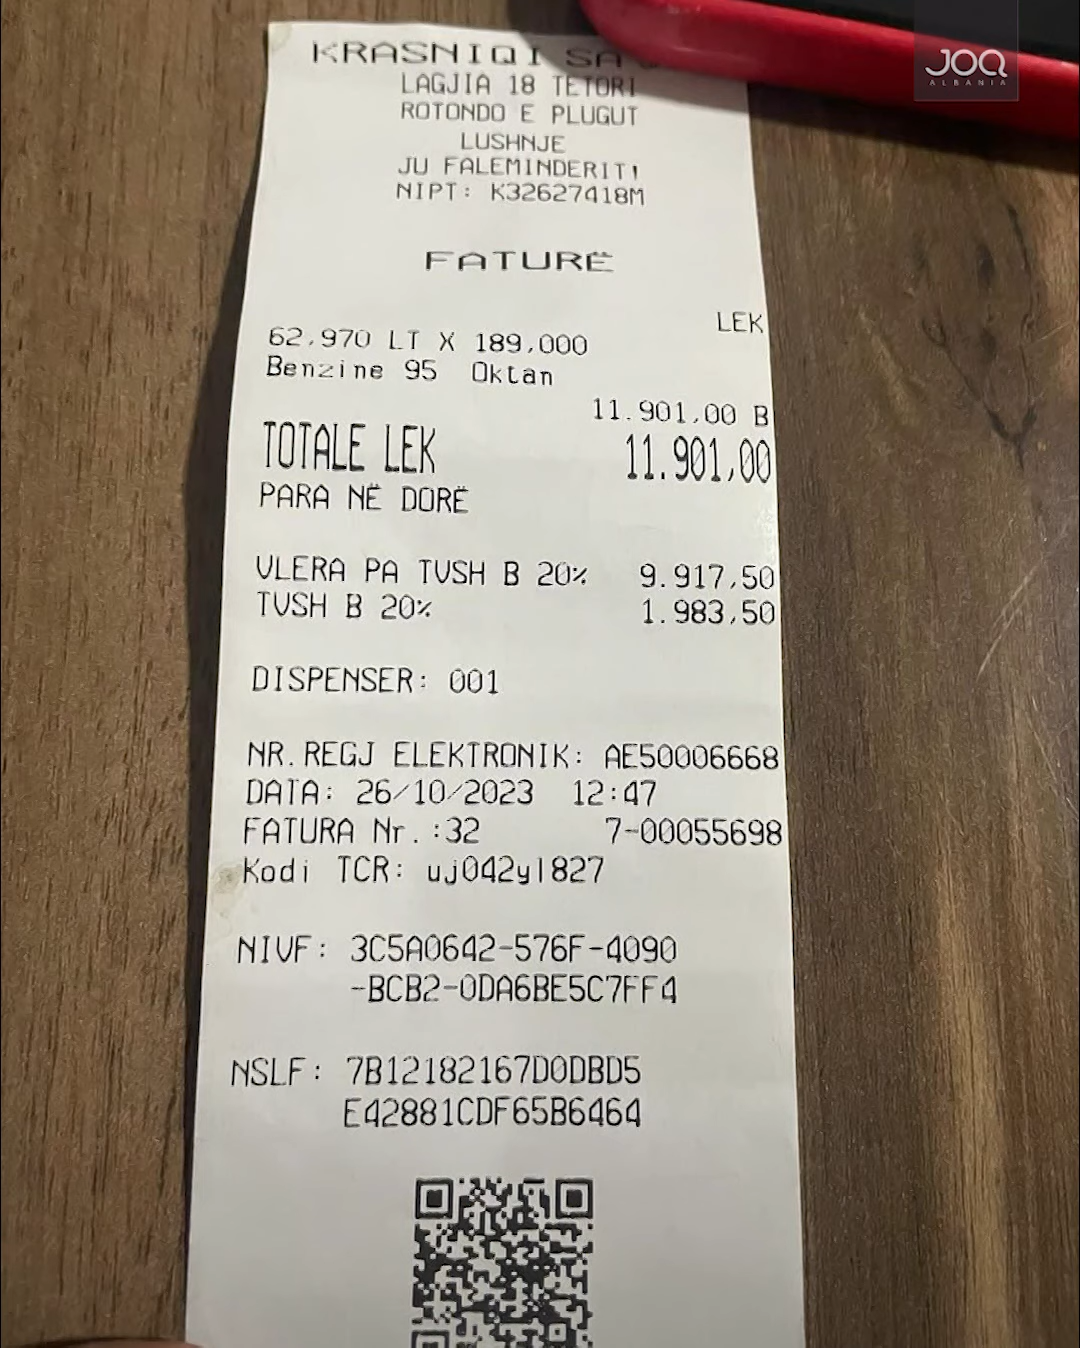 JOQ
ALBANIA
KRASNIQI
LAGJIA 18 TETORI
ROTONDO E PLUGUT
LUSHNJE
JU FALEMINDERIT!
NIPT: K32627418M
FATURË
LEK
62,970 LT X 189,000
Benzine 95 Oktan
11.901,00 B
TOTALE LEK 11.901,00
PARA NË DORË
VLERA PA TVSH B 20% 9.917,50
TVSH B 20% 1.983,50
DISPENSER: 001
NR.REGJ ELEKTRONIK: AE50006668
DATA: 26/10/2023 12:47
FATURA Nr.:32 7-00055698
Kodi TCR: uj042yl827
NIVF: 3C5A0642-576F-4090
-BCB2-0DA6BE5C7FF4
NSLF: 7B12182167D0DBD5
E42881CDF65B6464